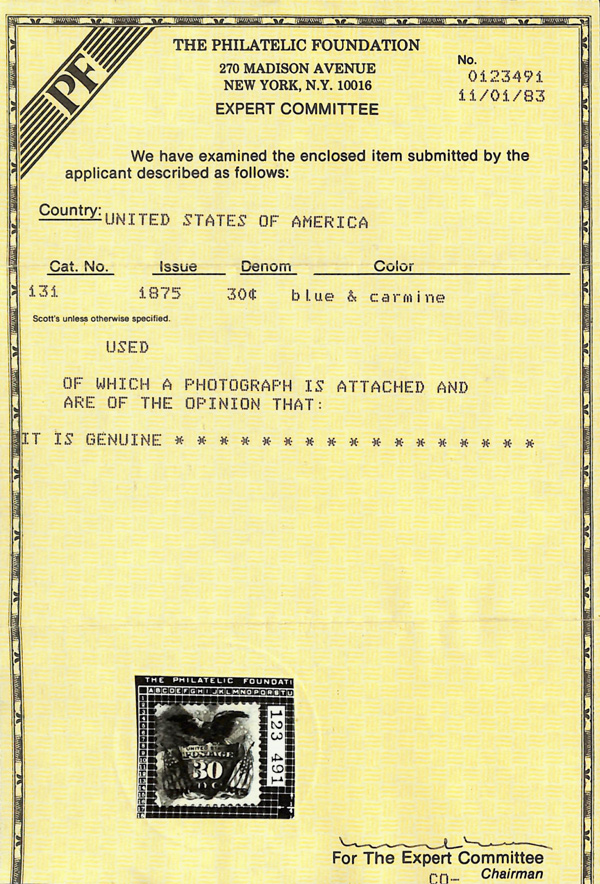 PF
THE PHILATELIC FOUNDATION
270 MADISON AVENUE
NEW YORK, N.Y. 10016
EXPERT COMMITTEE
No.
0123491
11/01/83
We have examined the enclosed item submitted by the
applicant described as follows:
Country: UNITED STATES OF AMERICA
Cat. No. Issue Denom Color
131 1875 30¢ blue & carmine
Scott's unless otherwise specified.
USED
OF WHICH A PHOTOGRAPH IS ATTACHED AND
ARE OF THE OPINION THAT:
IT IS GENUINE * * * * * * * * * * * * * * * * *
THE PHILATELIC FOUNDATI
ABCDEFGHIJKLMNOPQRSTU
123 491
UNITED
POSTAGE
30
For The Expert Committee
CO- Chairman